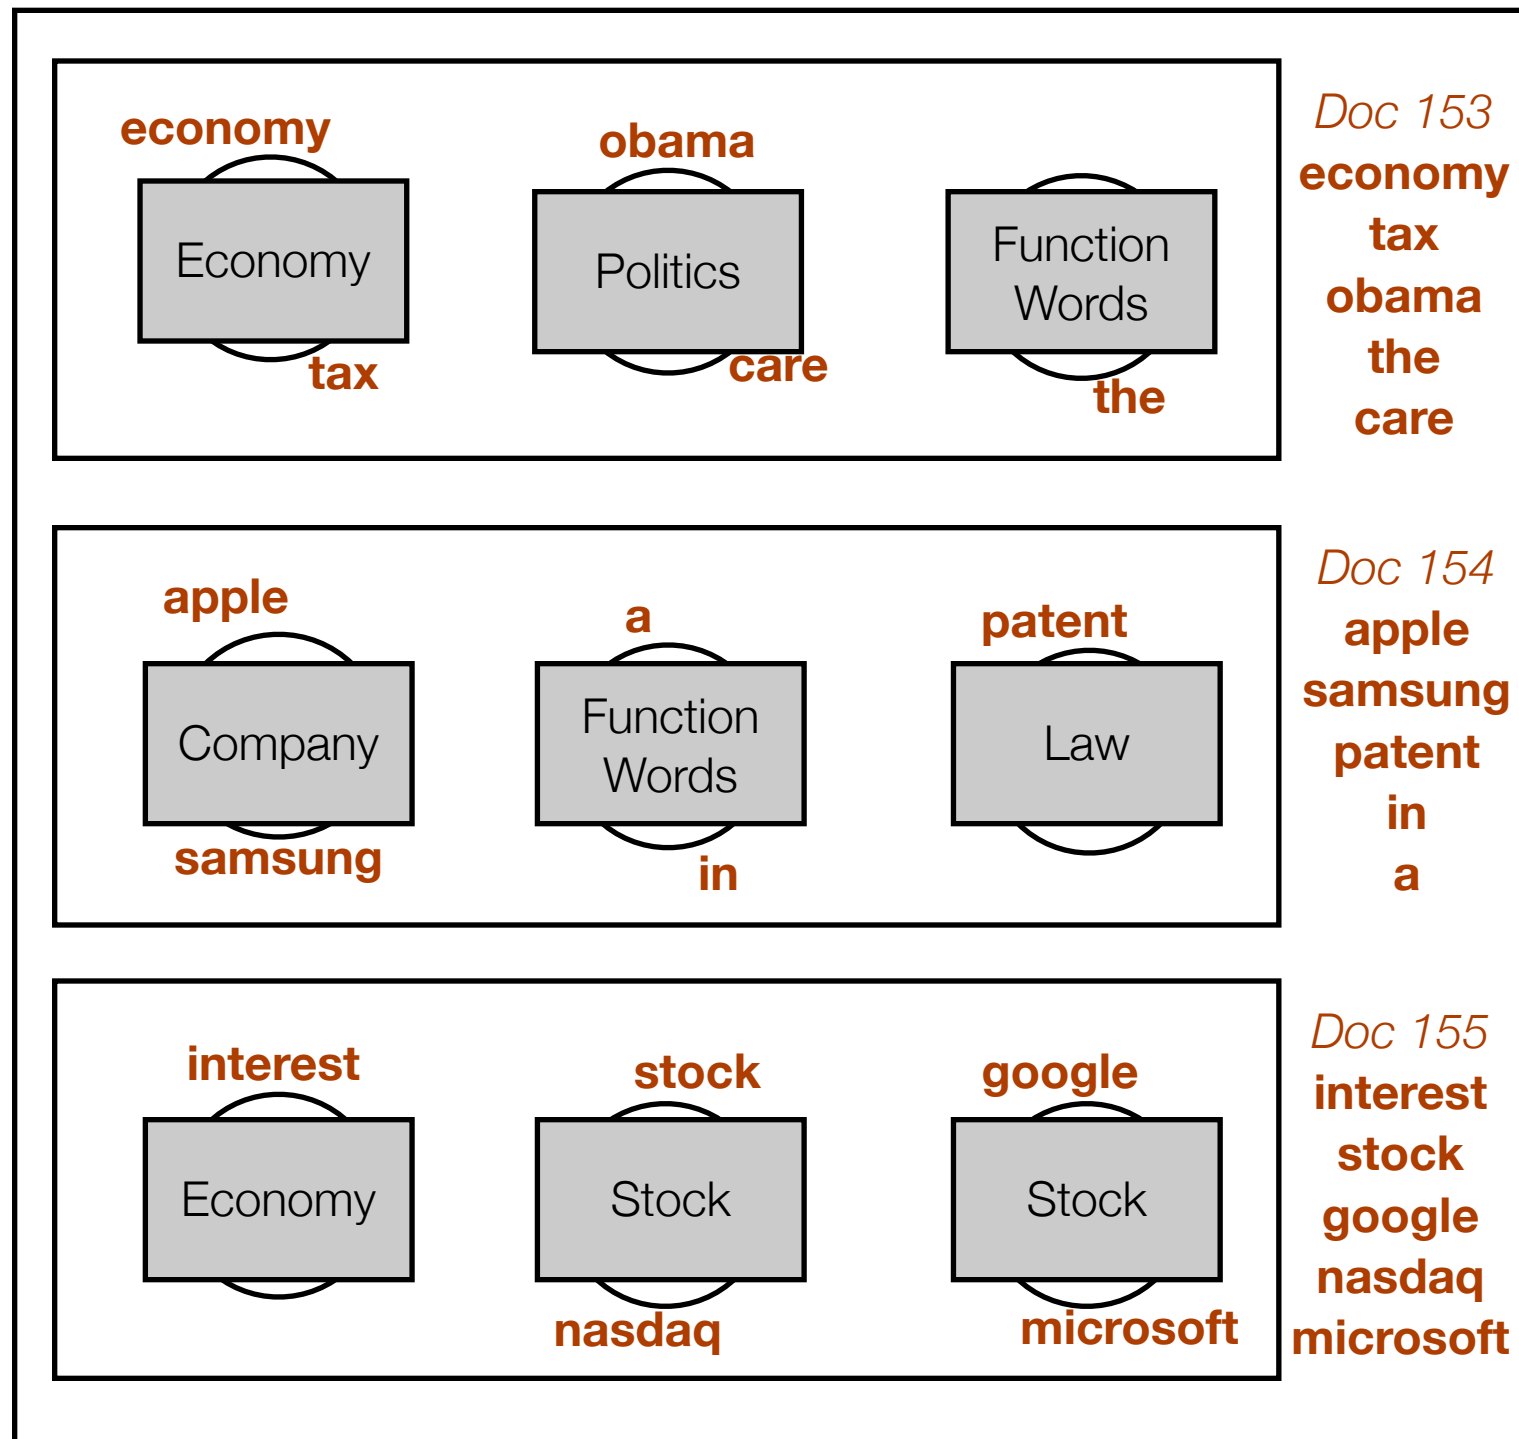 economy
obama
Economy
Politics
Function
Words
tax
care
the
Doc 153
economy
tax
obama
the
care
apple
a
patent
Company
Function
Words
Law
samsung
in
Doc 154
apple
samsung
patent
in
a
interest
stock
google
Economy
Stock
Stock
nasdaq
microsoft
Doc 155
interest
stock
google
nasdaq
microsoft